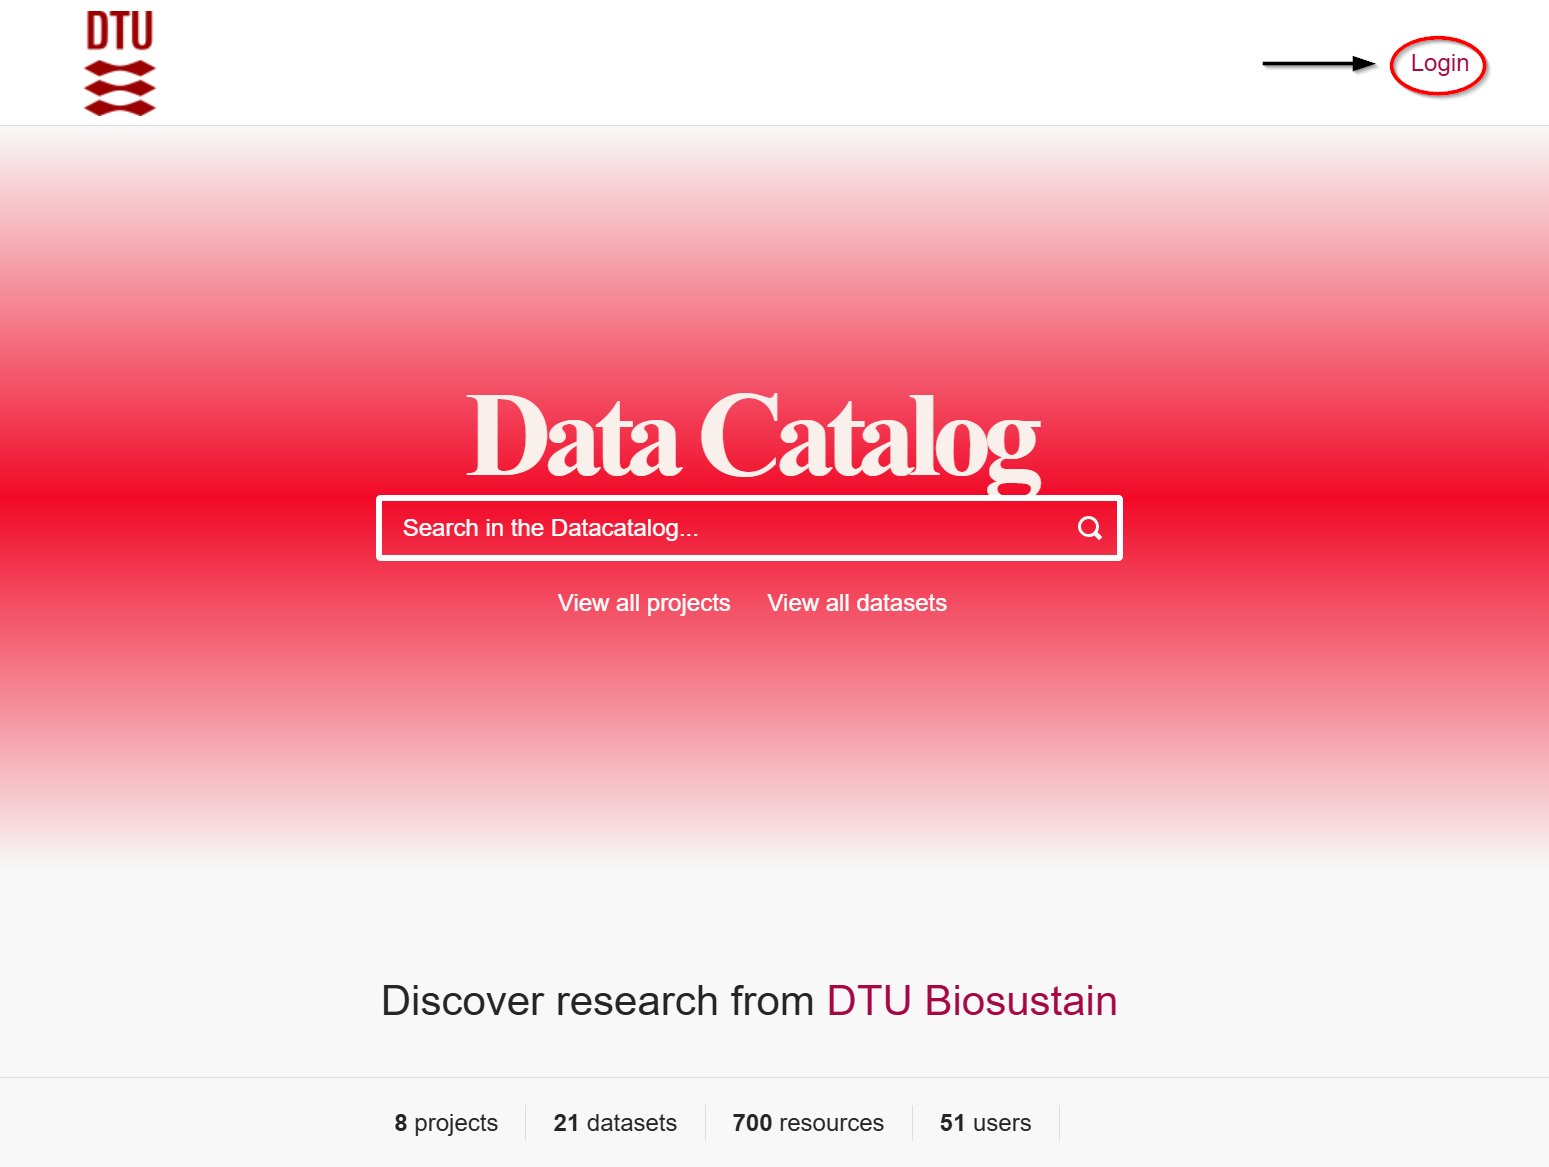 DTU
Login
Data Catalog
Search in the Datacatalog...
View all projects View all datasets
Discover research from DTU Biosustain
8 projects 21 datasets 700 resources 51 users